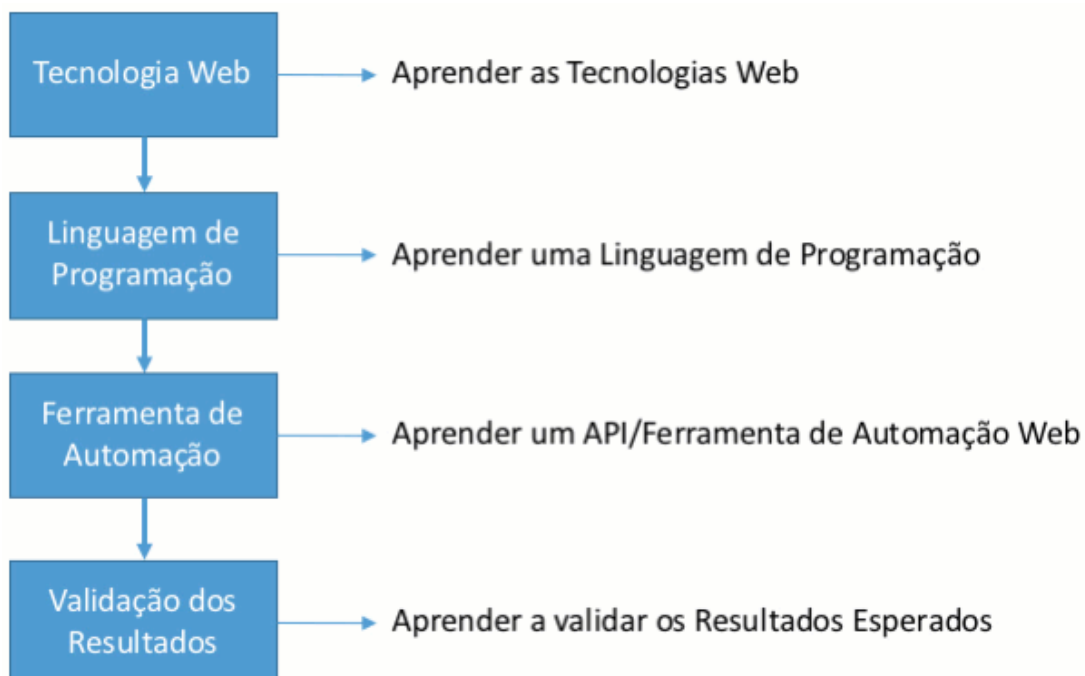 Tecnologia Web
Aprender as Tecnologias Web
Linguagem de
Programação
Aprender uma Linguagem de Programação
Ferramenta de
Automação
Aprender um API/Ferramenta de Automação Web
Validação dos
Resultados
Aprender a validar os Resultados Esperados